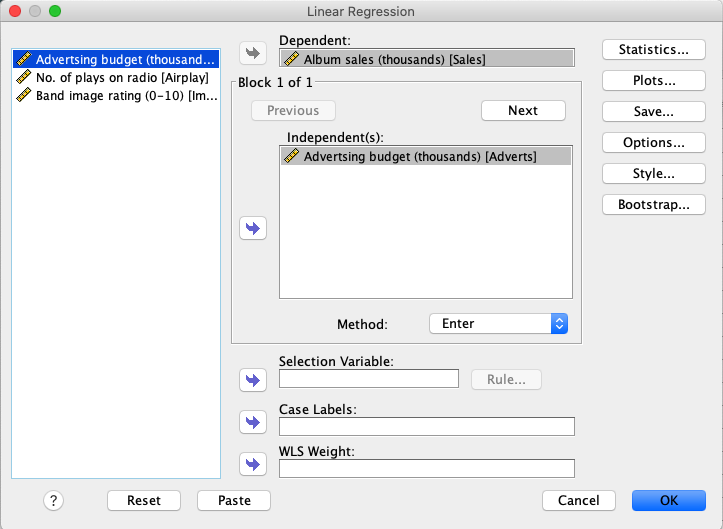 Linear Regression
Advertsing budget (thousand...
No. of plays on radio [Airplay]
Band image rating (0–10) [Im...
Dependent:
Album sales (thousands) [Sales]
Block 1 of 1
Previous
Next
Independent(s):
Advertsing budget (thousands) [Adverts]
Method:
Enter
Selection Variable:
Rule...
Case Labels:
WLS Weight:
Statistics...
Plots...
Save...
Options...
Style...
Bootstrap...
?
Reset
Paste
Cancel
OK